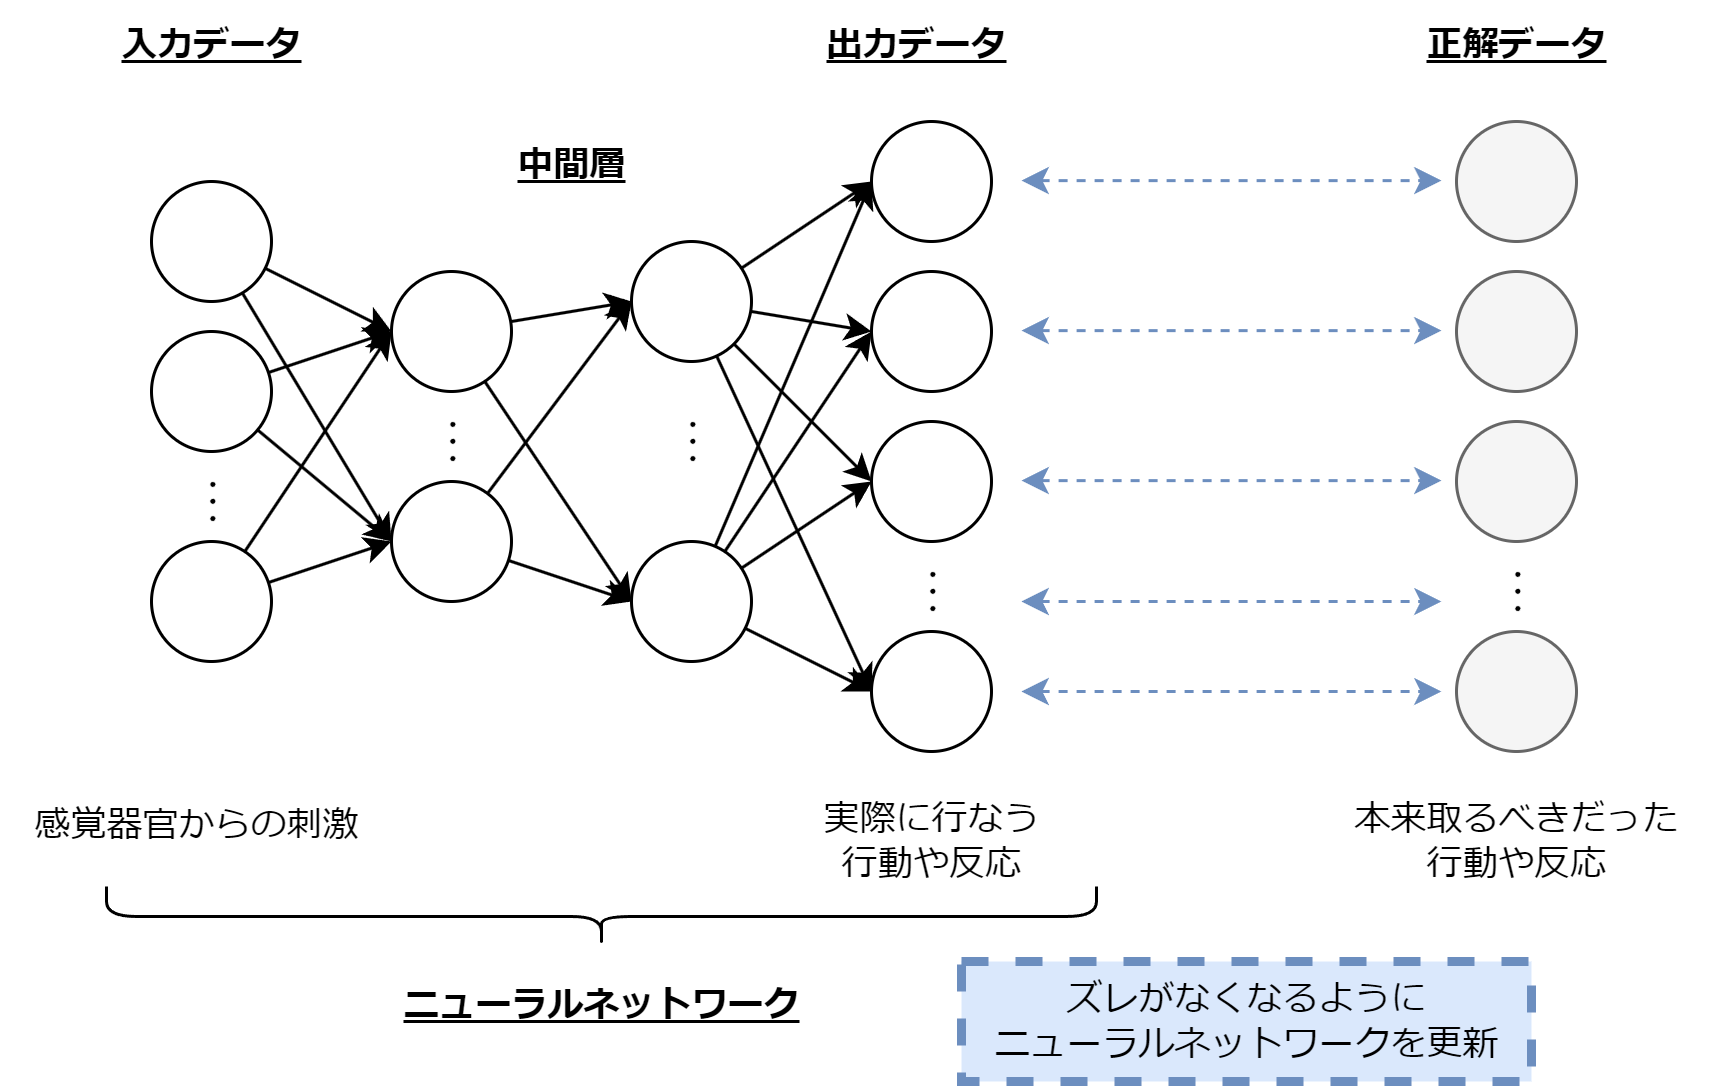 入力データ
出力データ
正解データ
中間層
感覚器官からの刺激
実際に行なう
行動や反応
本来取るべきだった
行動や反応
ニューラルネットワーク
ズレがなくなるように
ニューラルネットワークを更新